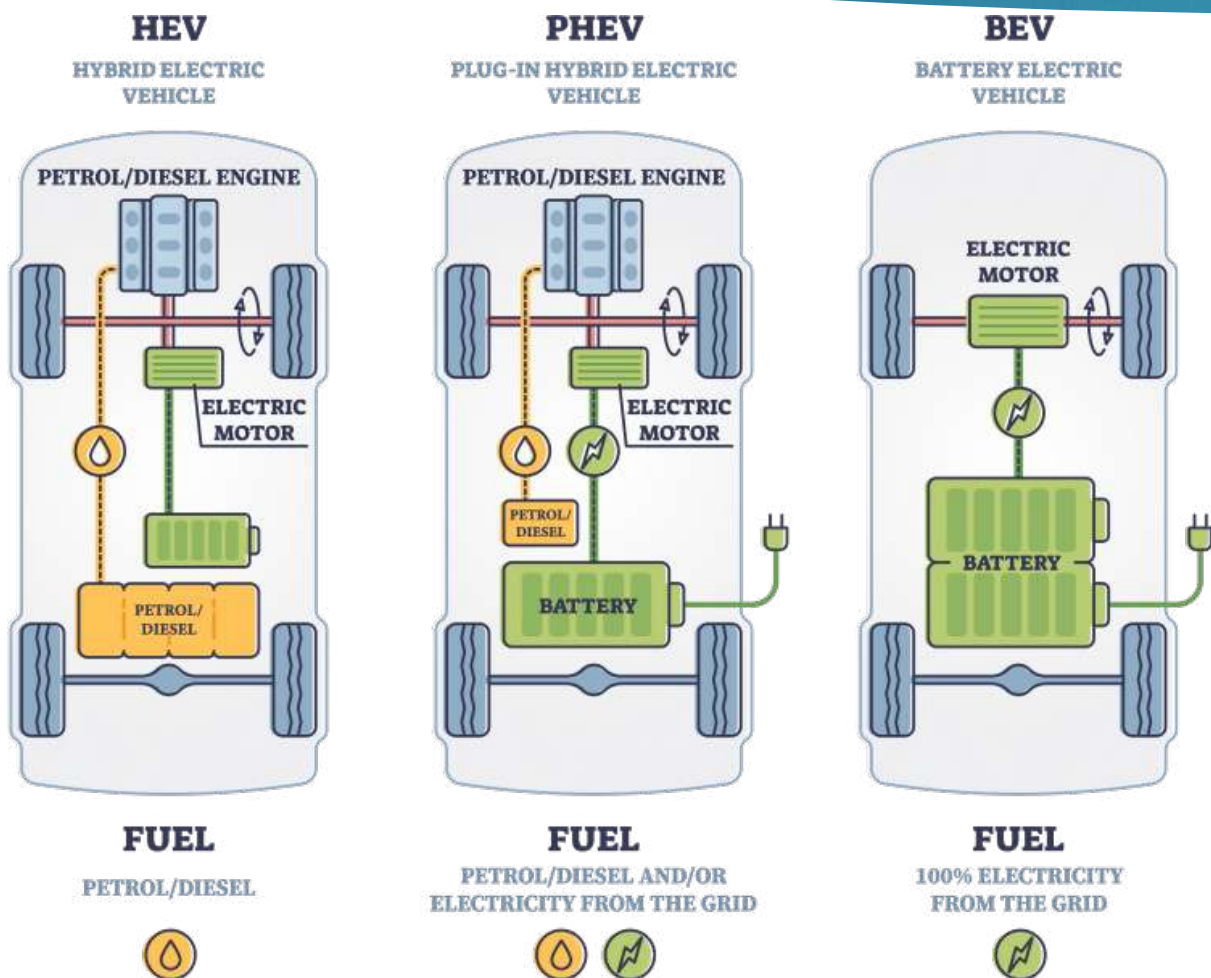 HEV
HYBRID ELECTRIC
VEHICLE
PETROL/DIESEL ENGINE
ELECTRIC
MOTOR
PETROL/
DIESEL
FUEL
PETROL/DIESEL
PHEV
PLUG-IN HYBRID ELECTRIC
VEHICLE
PETROL/DIESEL ENGINE
ELECTRIC
MOTOR
PETROL/
DIESEL
BATTERY
FUEL
PETROL/DIESEL AND/OR
ELECTRICITY FROM THE GRID
BEV
BATTERY ELECTRIC
VEHICLE
ELECTRIC
MOTOR
BATTERY
FUEL
100% ELECTRICITY
FROM THE GRID